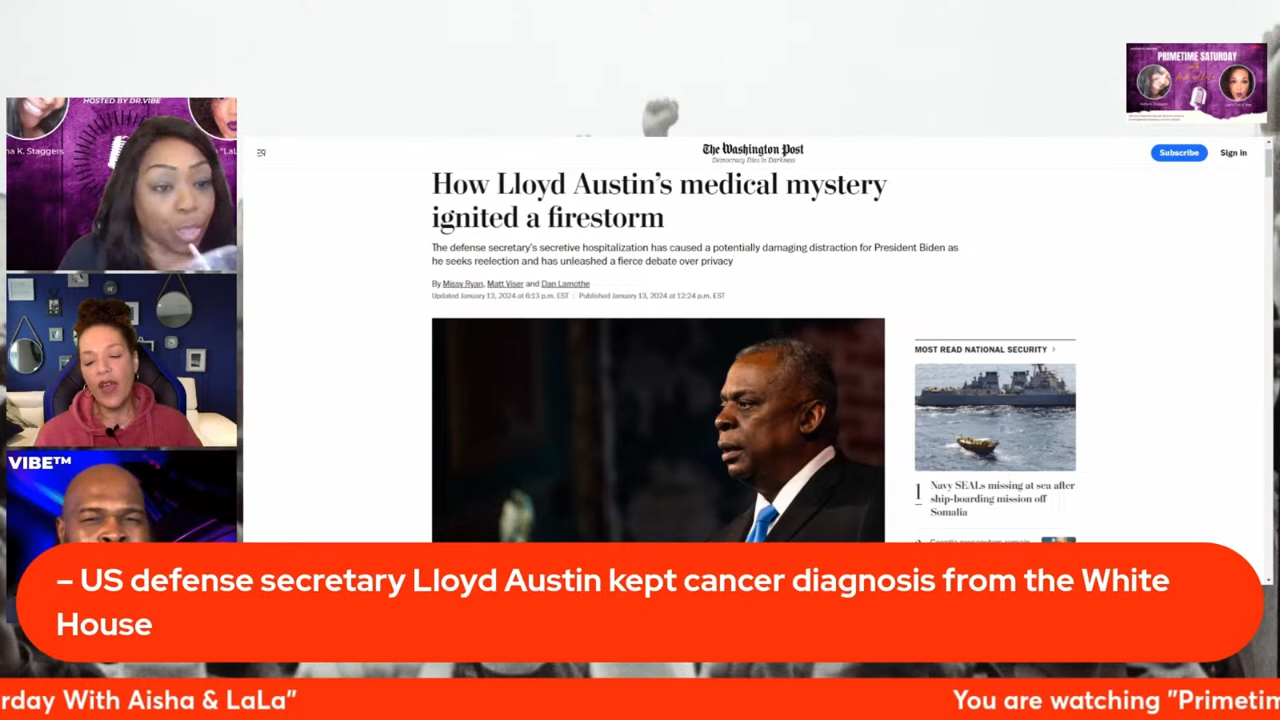 PRIMETIME SATURDAY
HOSTED BY DR.VIBE
na K. Staggers
"LaL
The Washington Post
Democracy Dies in Darkness
Subscribe
Sign in
How Lloyd Austin's medical mystery
ignited a firestorm
The defense secretary's secretive hospitalization has caused a potentially damaging distraction for President Biden as
he seeks reelection and has unleashed a fierce debate over privacy
By Missy Ryan, Matt Viser and Dan Lamothe
Updated January 13, 2024 at 6:13 p.m. EST | Published January 13, 2024 at 12:24 p.m. EST
MOST READ NATIONAL SECURITY >
1 Navy SEALs missing at sea after
ship-boarding mission off
Somalia
VIBE™
– US defense secretary Lloyd Austin kept cancer diagnosis from the White
House
rday With Aisha & LaLa"
You are watching "Primetim